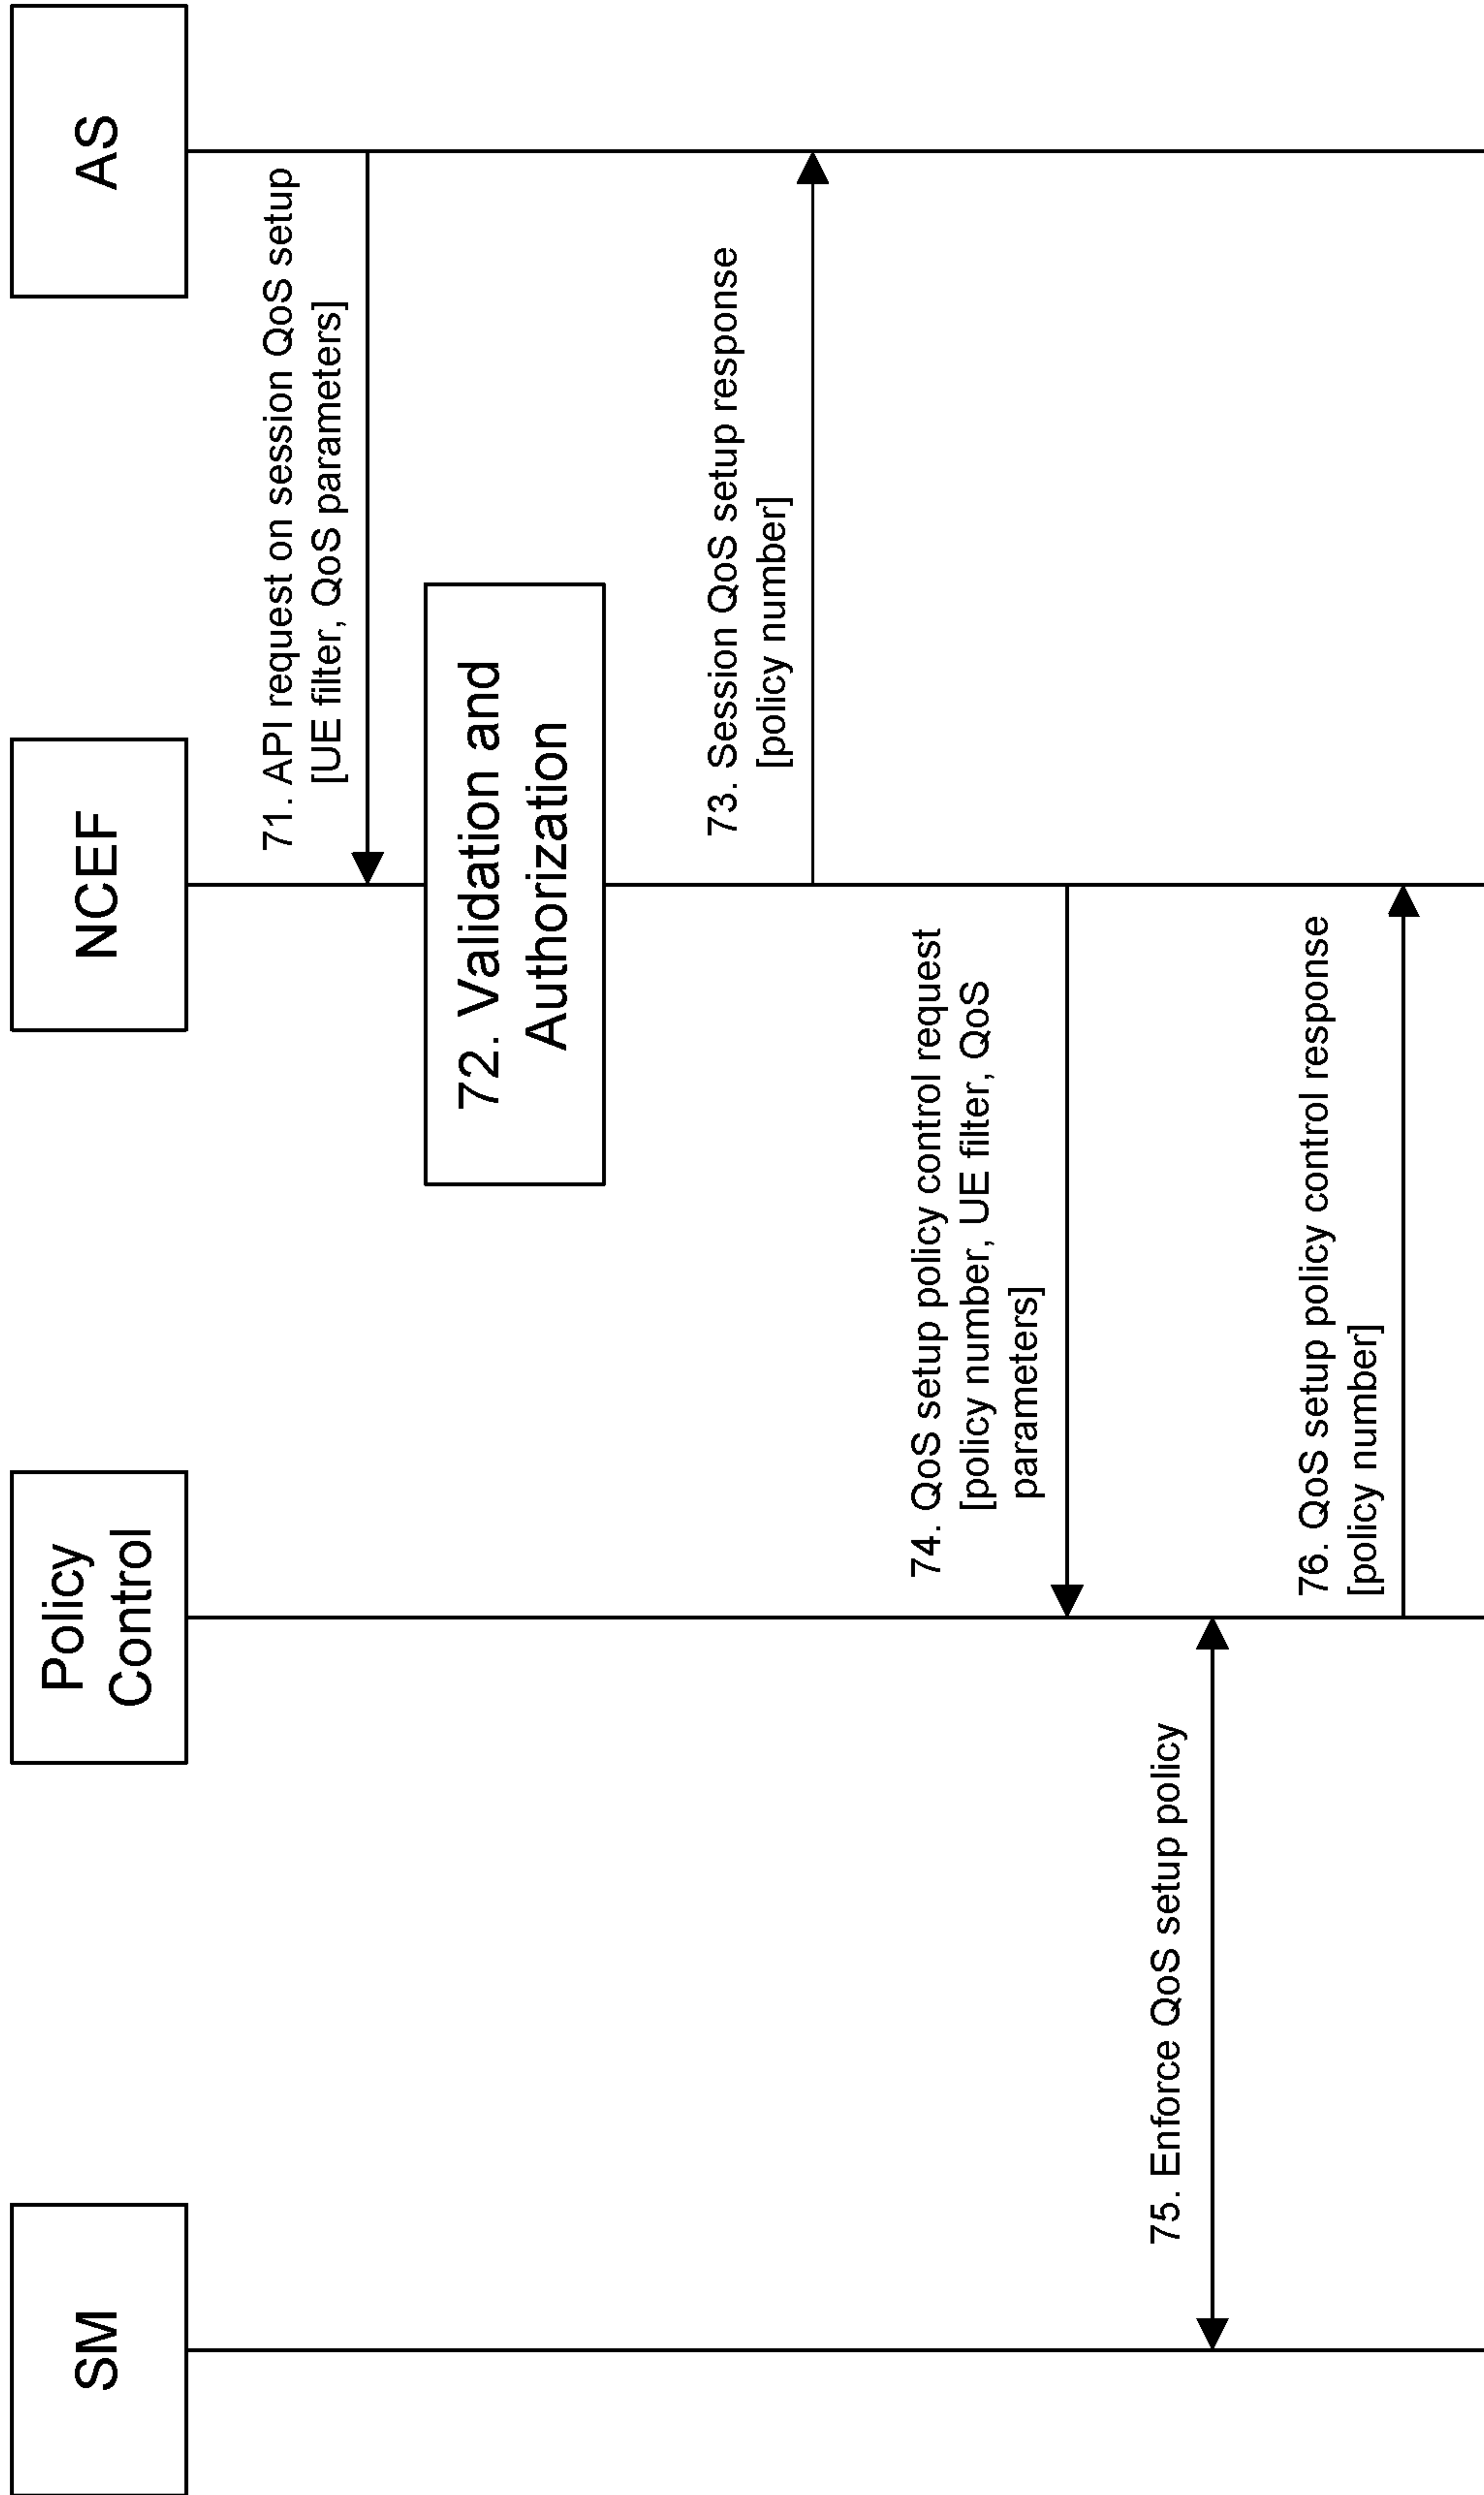 SM
Policy
Control
NCEF
AS
71. API request on session QoS setup
[UE filter, QoS parameters]
72. Validation and
Authorization
73. Session QoS setup response
[policy number]
74. QoS setup policy control request
[policy number, UE filter, QoS
parameters]
75. Enforce QoS setup policy
76. QoS setup policy control response
[policy number]